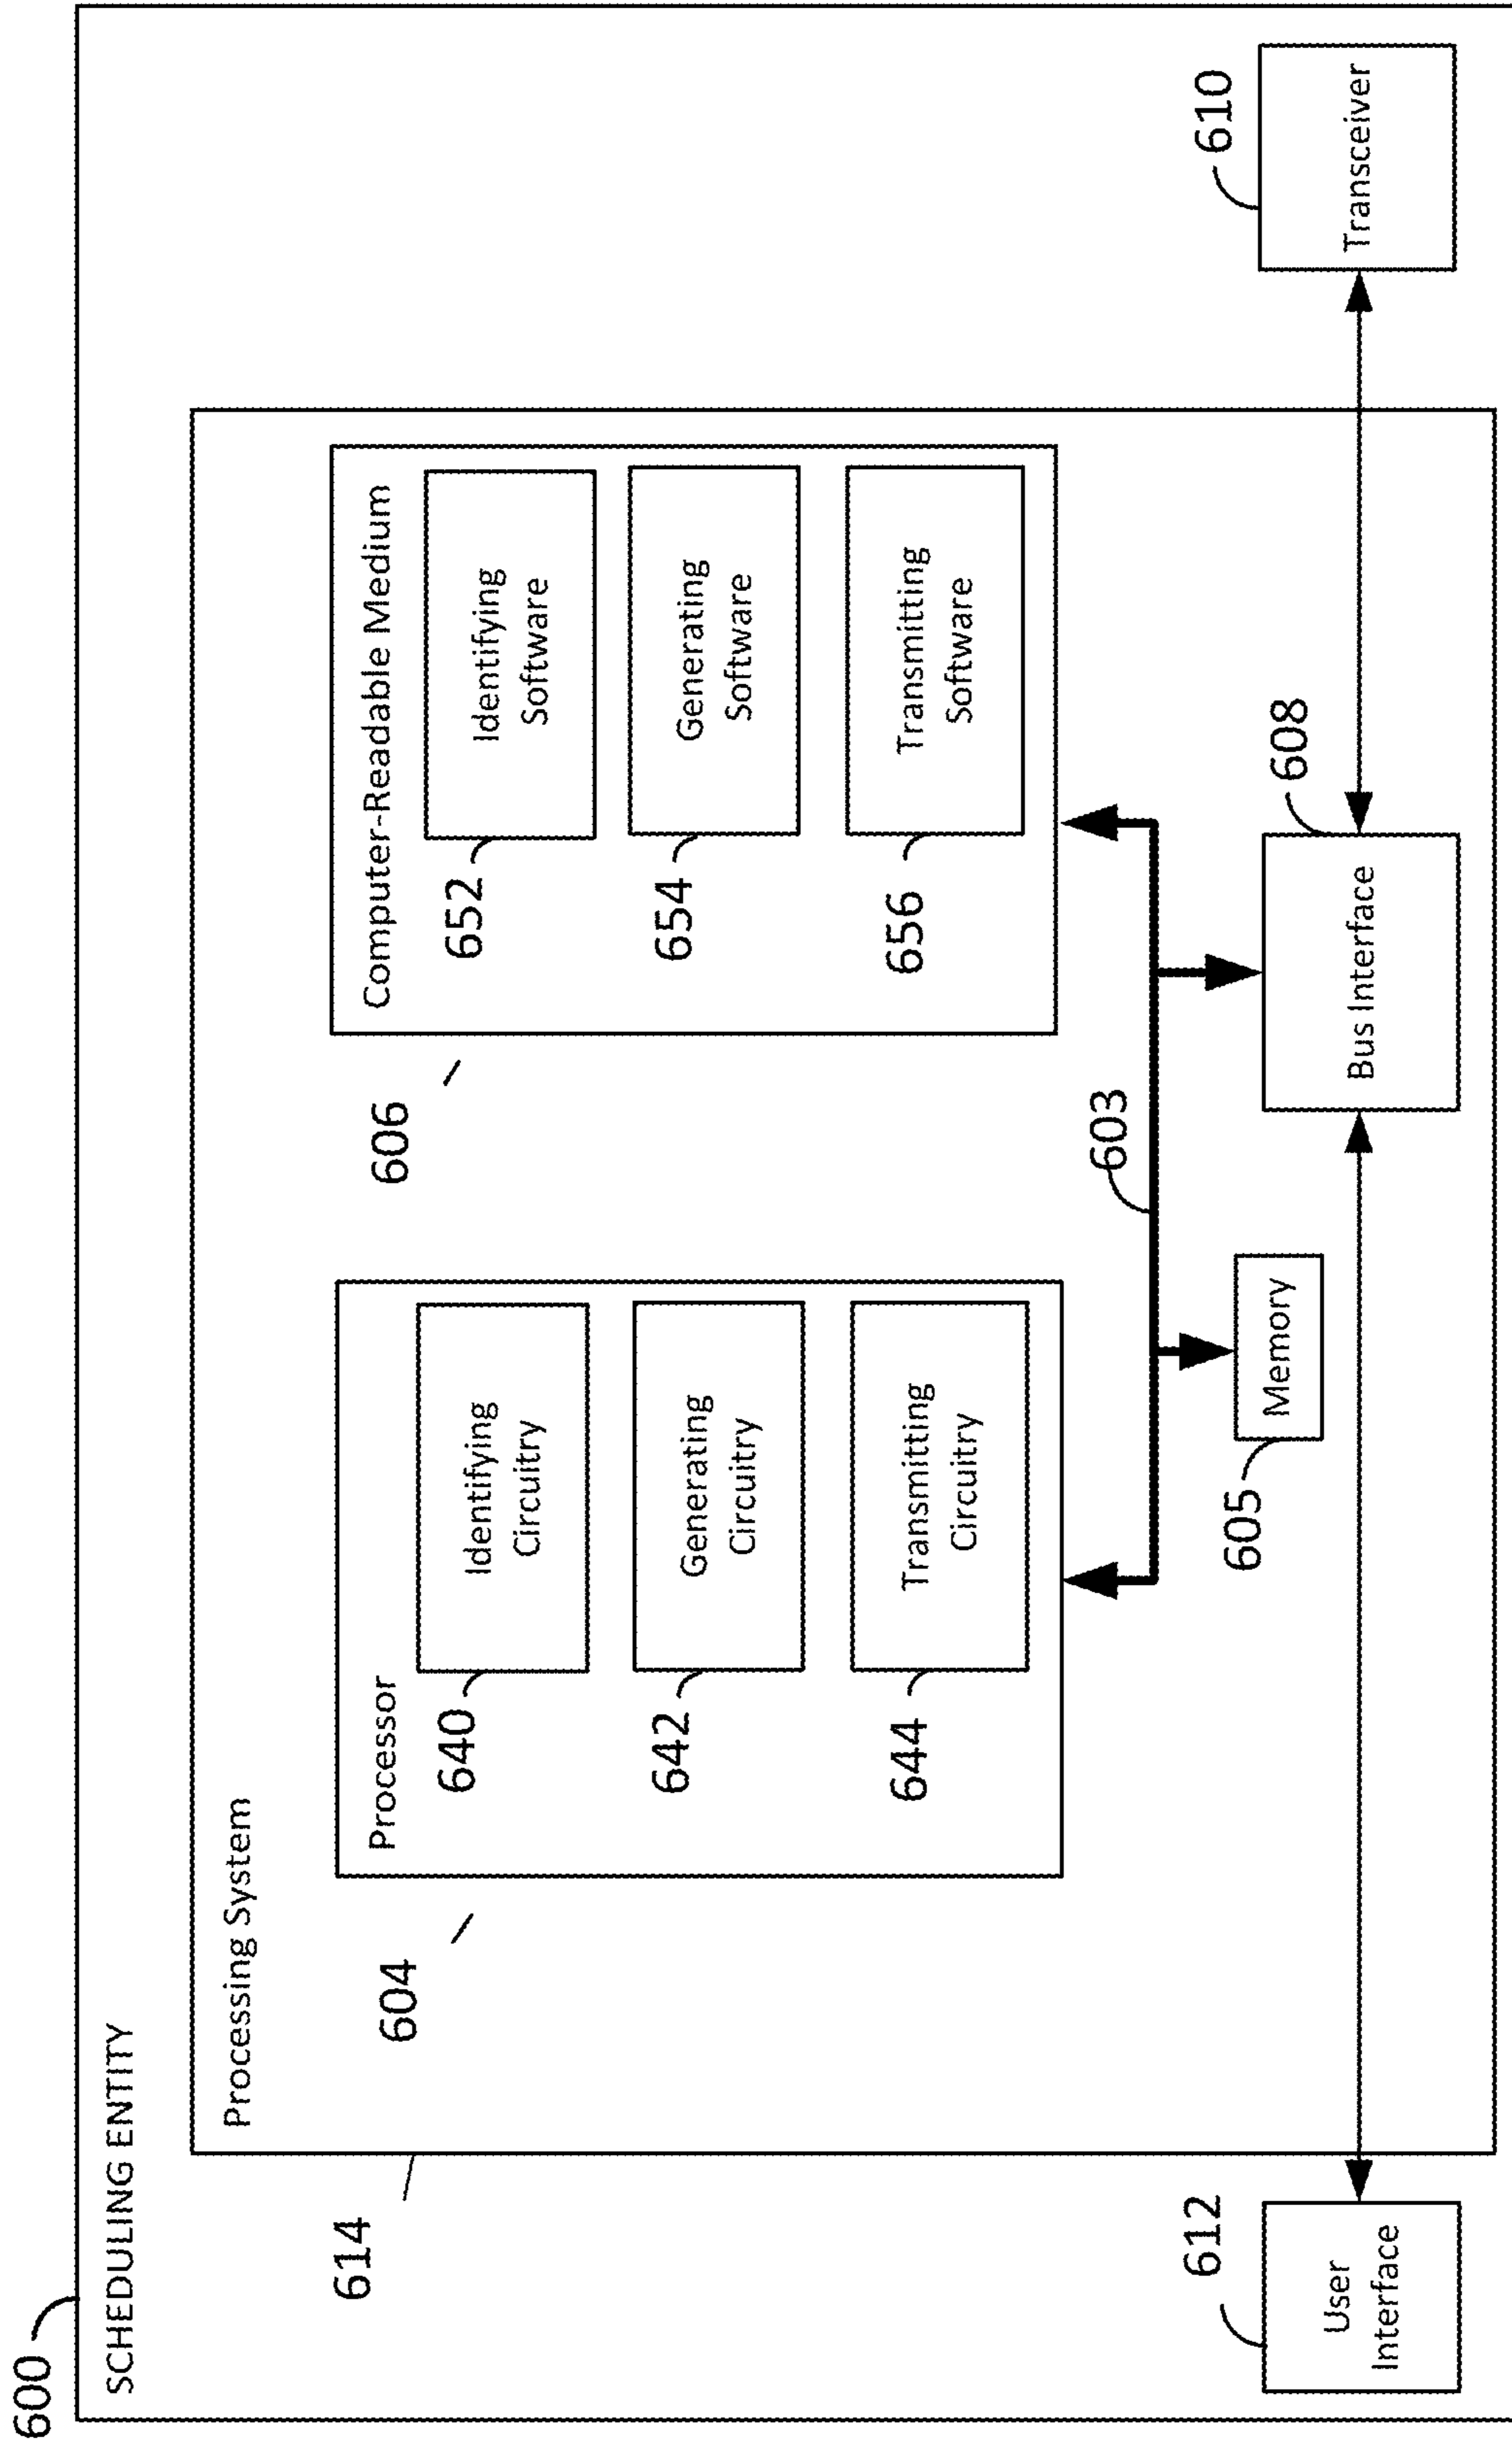 600
SCHEDULING ENTITY
614
Processing System
604
Processor
640
Identifying
Circuitry
642
Generating
Circuitry
644
Transmitting
Circuitry
606
Computer-Readable Medium
652
Identifying
Software
654
Generating
Software
656
Transmitting
Software
603
605
Memory
612
User
Interface
608
Bus Interface
610
Transceiver